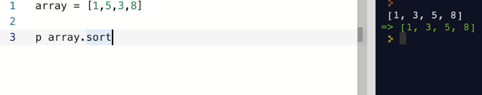 1 array = [1,5,3,8]
2
3 p array.sort
[1, 3, 5, 8]
=> [1, 3, 5, 8]